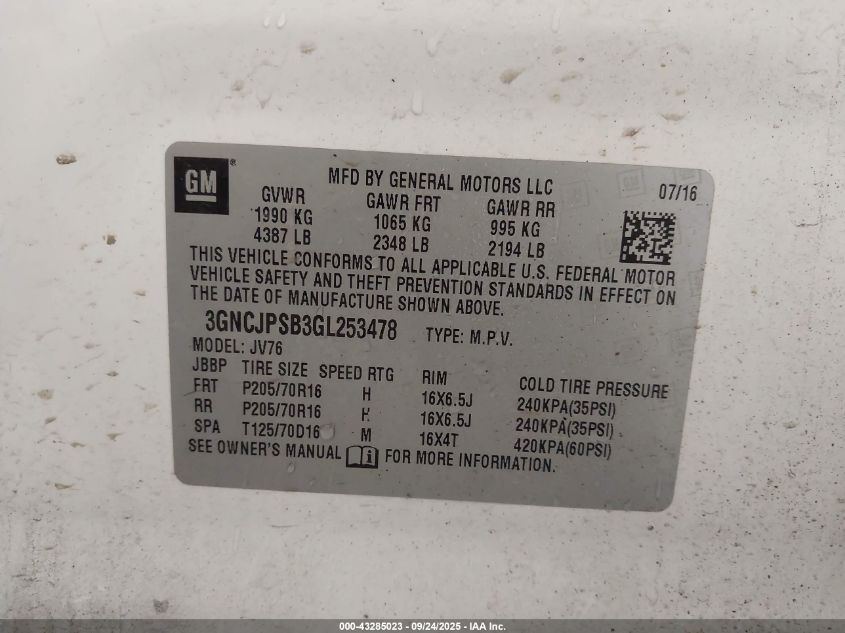 GM ®
MFD BY GENERAL MOTORS LLC 07/16
GVWR GAWR FRT GAWR RR
1990 KG 1065 KG 995 KG
4387 LB 2348 LB 2194 LB
THIS VEHICLE CONFORMS TO ALL APPLICABLE U.S. FEDERAL MOTOR
VEHICLE SAFETY AND THEFT PREVENTION STANDARDS IN EFFECT ON
THE DATE OF MANUFACTURE SHOWN ABOVE.
3GNCJPSB3GL253478 TYPE: M.P.V.
MODEL: JV76
JBBP TIRE SIZE SPEED RTG RIM COLD TIRE PRESSURE
FRT P205/70R16 H 16X6.5J 240KPA(35PSI)
RR P205/70R16 H 16X6.5J 240KPA(35PSI)
SPA T125/70D16 M 16X4T 420KPA(60PSI)
SEE OWNER'S MANUAL i FOR MORE INFORMATION.
000-43285023 - 09/24/2025 - IAA Inc.